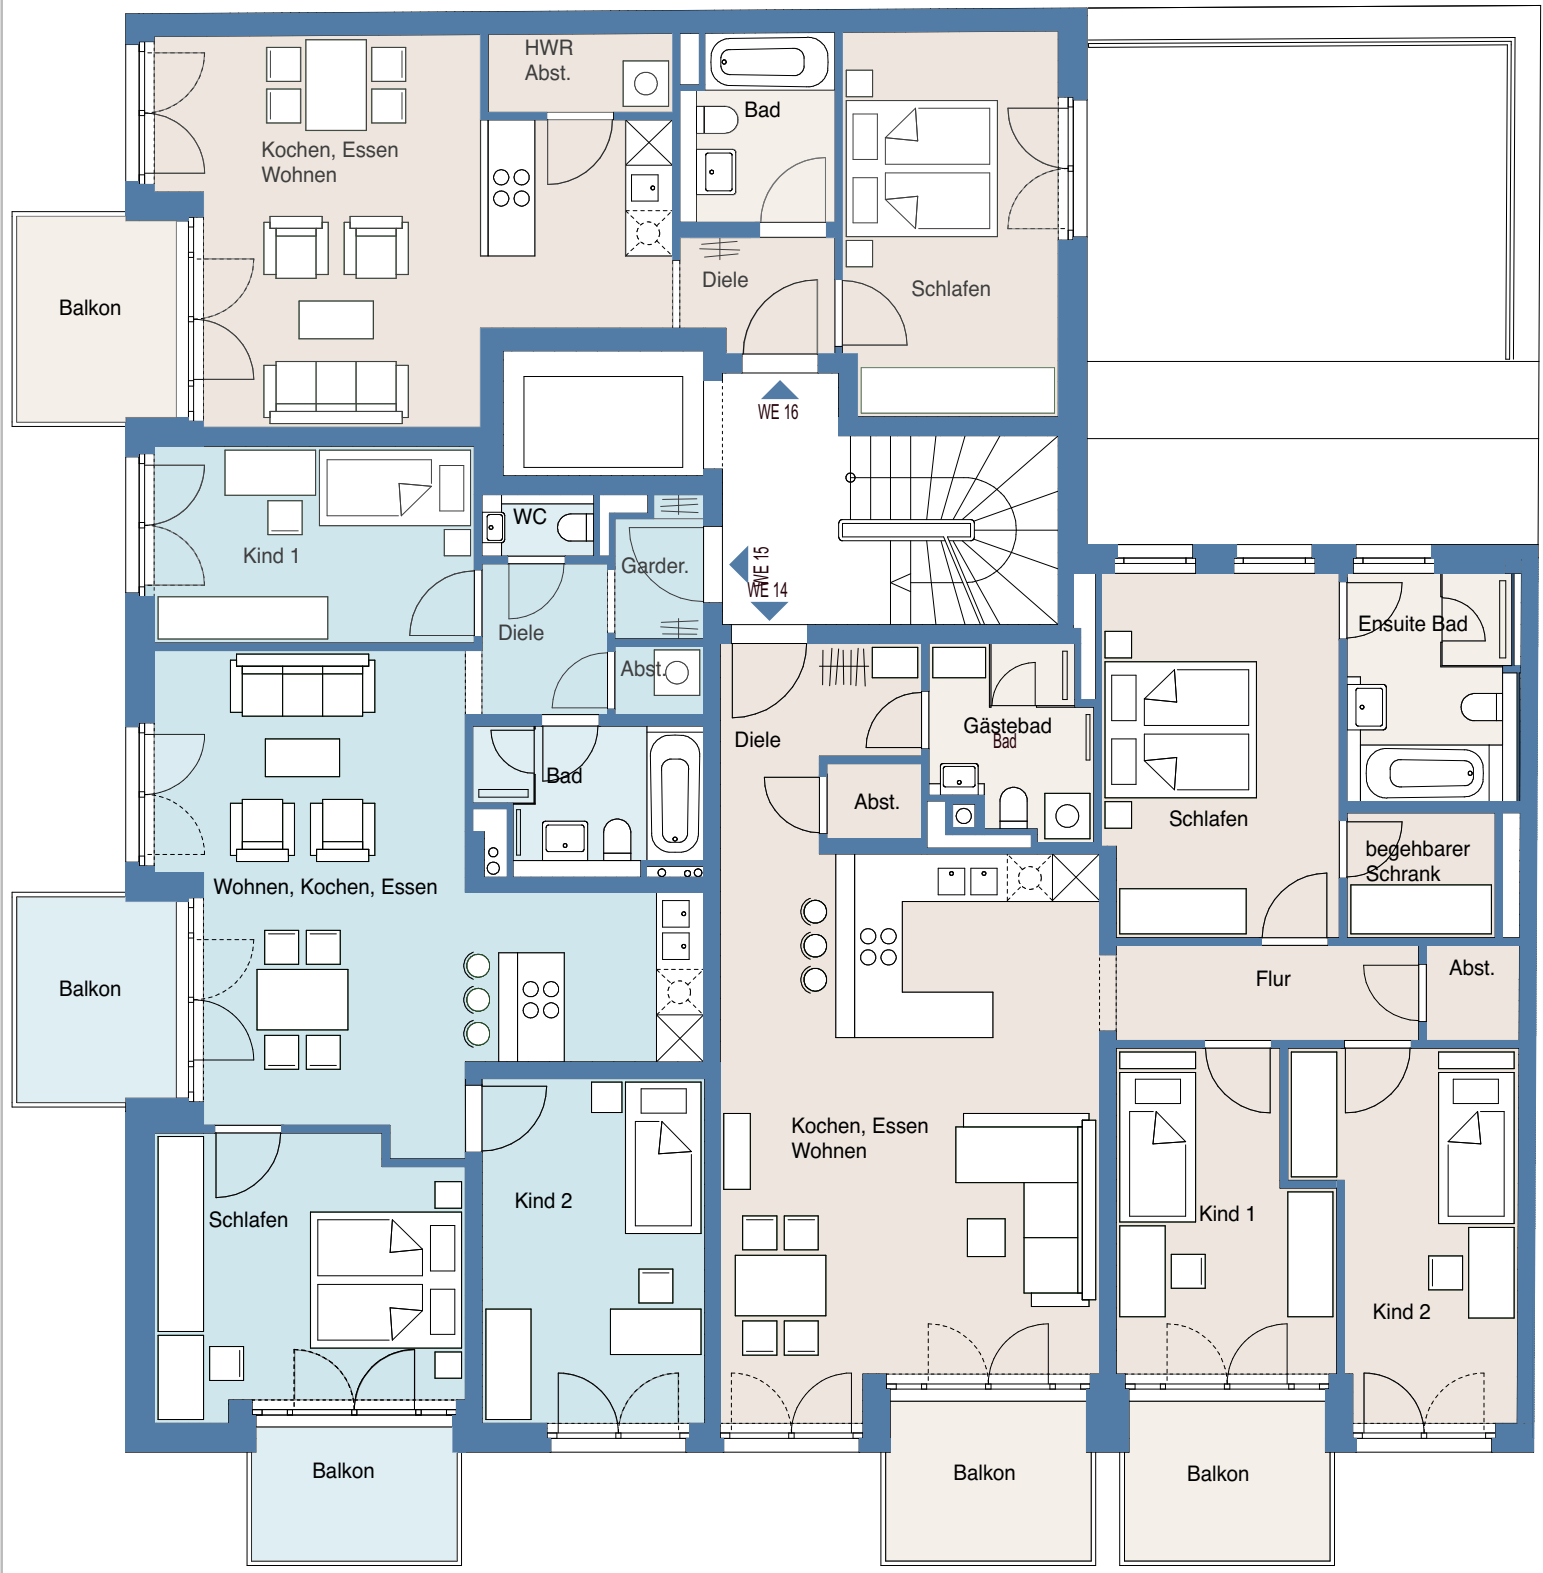 HWR
Abst.
Bad
Kochen, Essen
Wohnen
Diele
Schlafen
Balkon
WE 16
WC
Kind 1
Garder.
WE 15
WE 14
Diele
Abst.
Ensuite Bad
Gästebad
Bad
Diele
Bad
Abst.
Schlafen
begehbarer
Schrank
Wohnen, Kochen, Essen
Balkon
Flur
Abst.
Kochen, Essen
Wohnen
Kind 2
Schlafen
Kind 1
Kind 2
Balkon
Balkon
Balkon